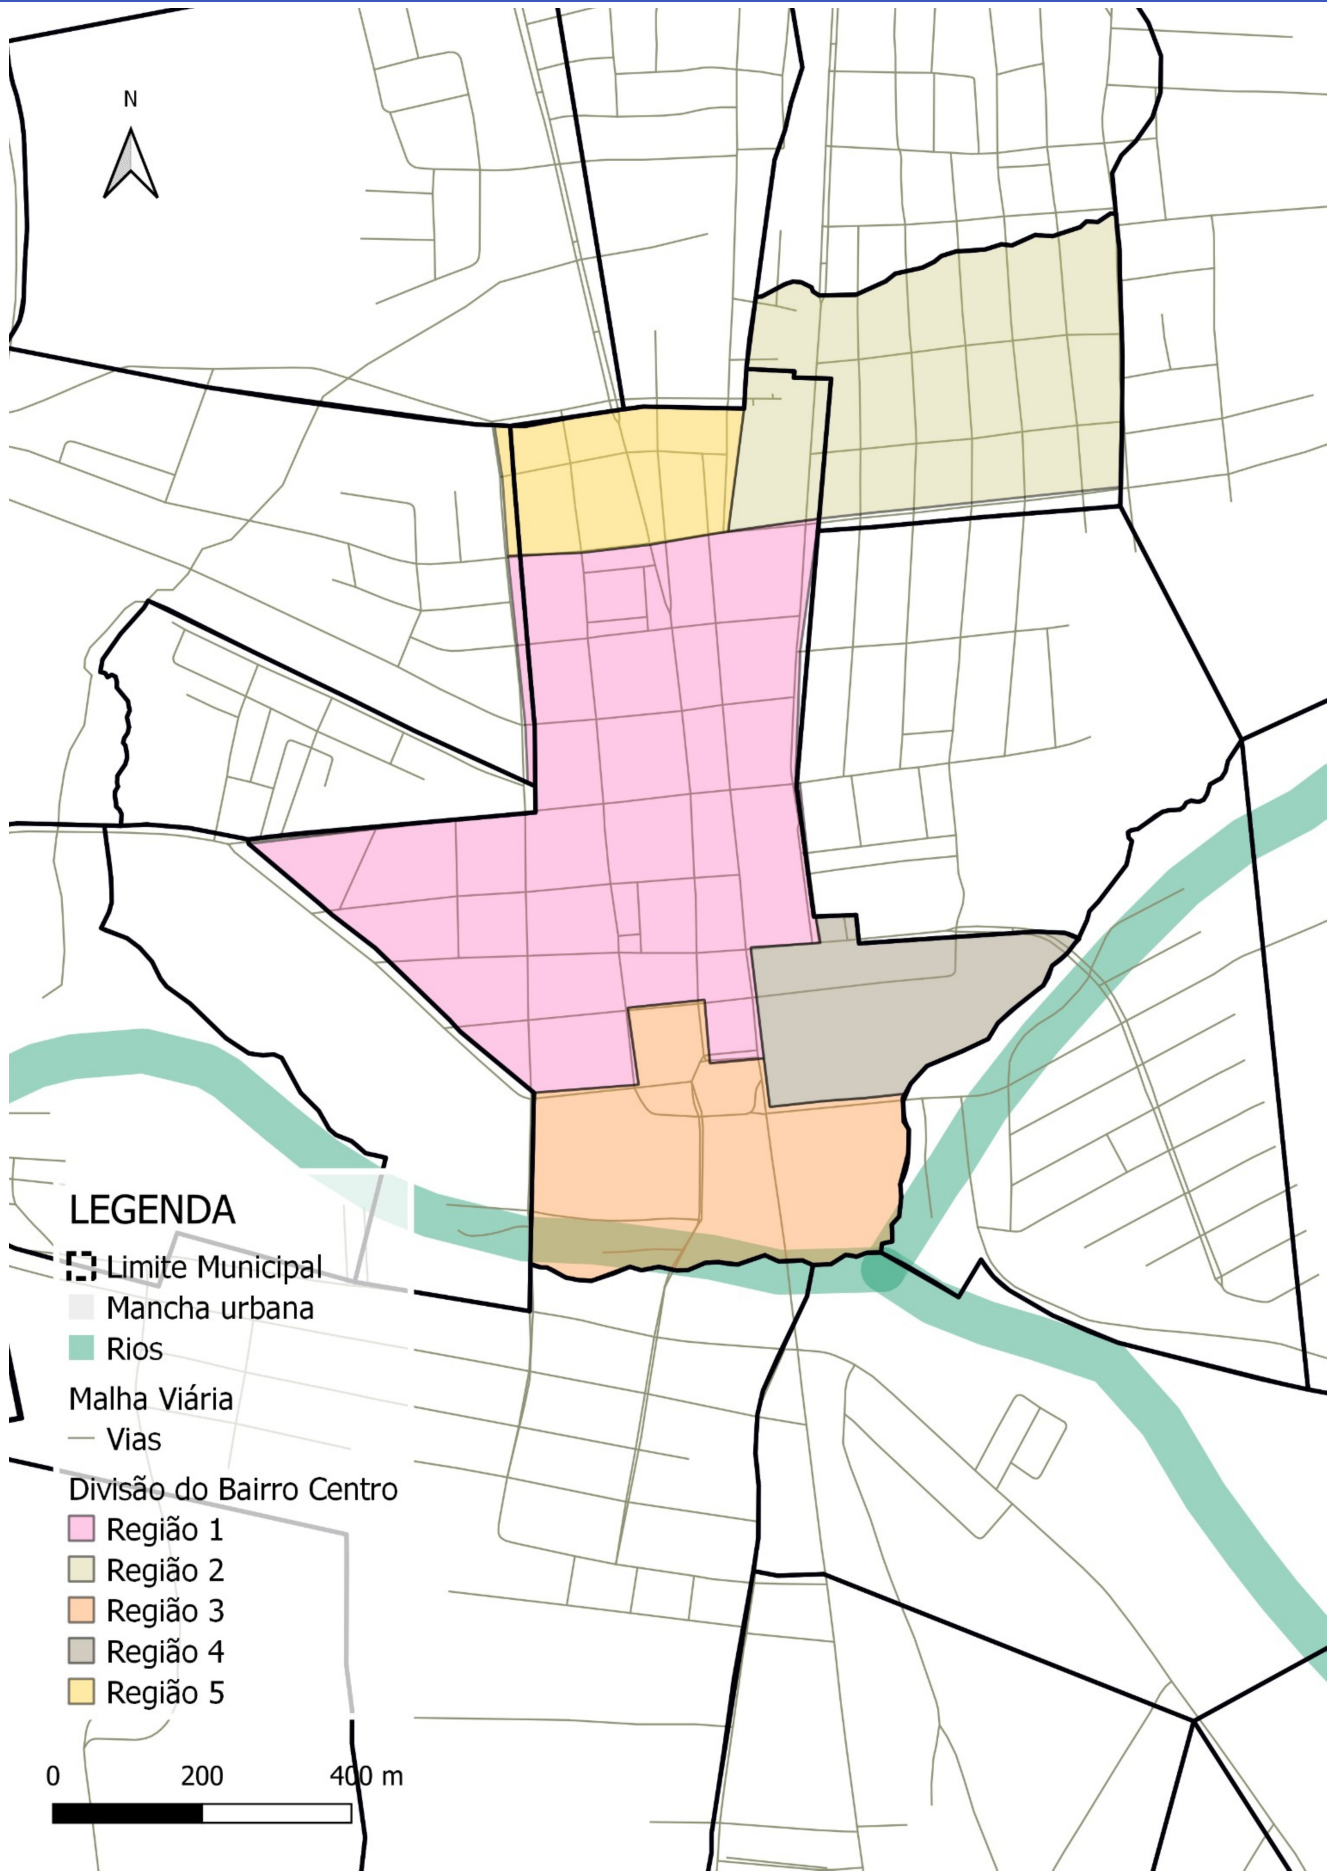 N
LEGENDA
Limite Municipal
Mancha urbana
Rios
Malha Viária
Vias
Divisão do Bairro Centro
Região 1
Região 2
Região 3
Região 4
Região 5
0 200 400 m